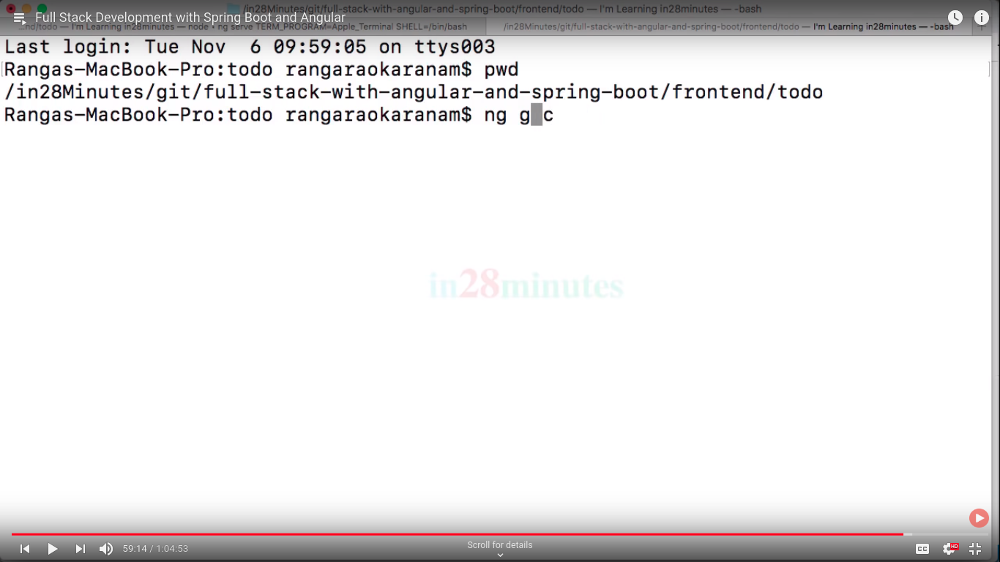 /in28Minutes/git/full-stack-with-angular-and-spring-boot/frontend/todo — I'm Learning in28minutes — -bash
Full Stack Development with Spring Boot and Angular
...nd/todo — I'm Learning in28minutes — node • ng serve TERM_PROGRAM=Apple_Terminal SHELL=/bin/bash
/in28Minutes/git/full-stack-with-angular-and-spring-boot/frontend/todo — I'm Learning in28minutes — -bash
Last login: Tue Nov  6 09:59:05 on ttys003
Rangas-MacBook-Pro:todo rangaraokaranam$ pwd
/in28Minutes/git/full-stack-with-angular-and-spring-boot/frontend/todo
Rangas-MacBook-Pro:todo rangaraokaranam$ ng g c
in28minutes
59:14 / 1:04:53
Scroll for details
CC
HD